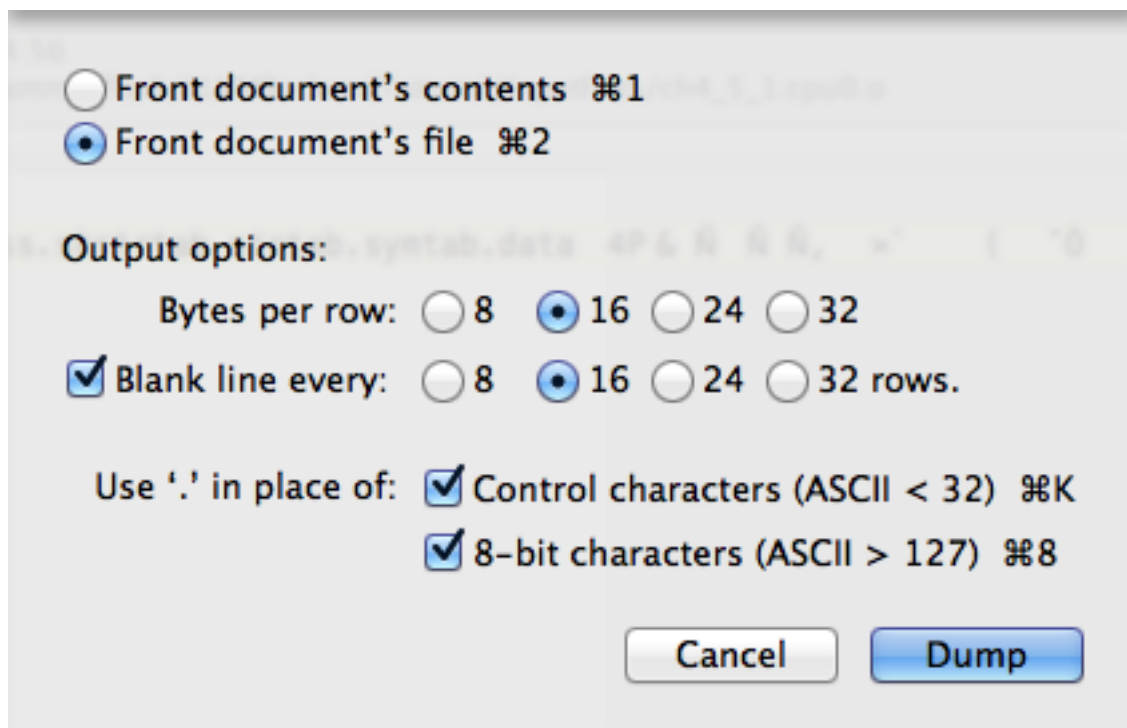 Front document's contents ⌘1
Front document's file ⌘2
Output options:
Bytes per row: 8 16 24 32
Blank line every: 8 16 24 32 rows.
Use ‘.’ in place of: Control characters (ASCII < 32) ⌘K
8-bit characters (ASCII > 127) ⌘8
Cancel Dump